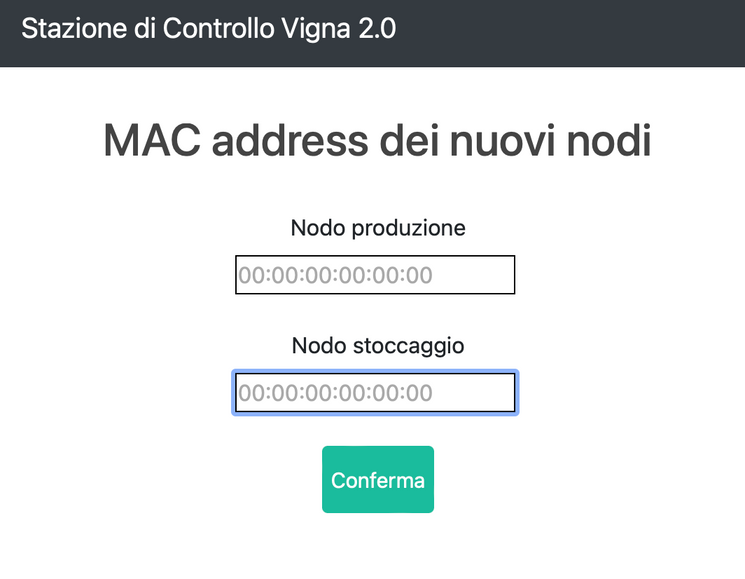 Stazione di Controllo Vigna 2.0
MAC address dei nuovi nodi
Nodo produzione
00:00:00:00:00:00
Nodo stoccaggio
00:00:00:00:00:00
Conferma